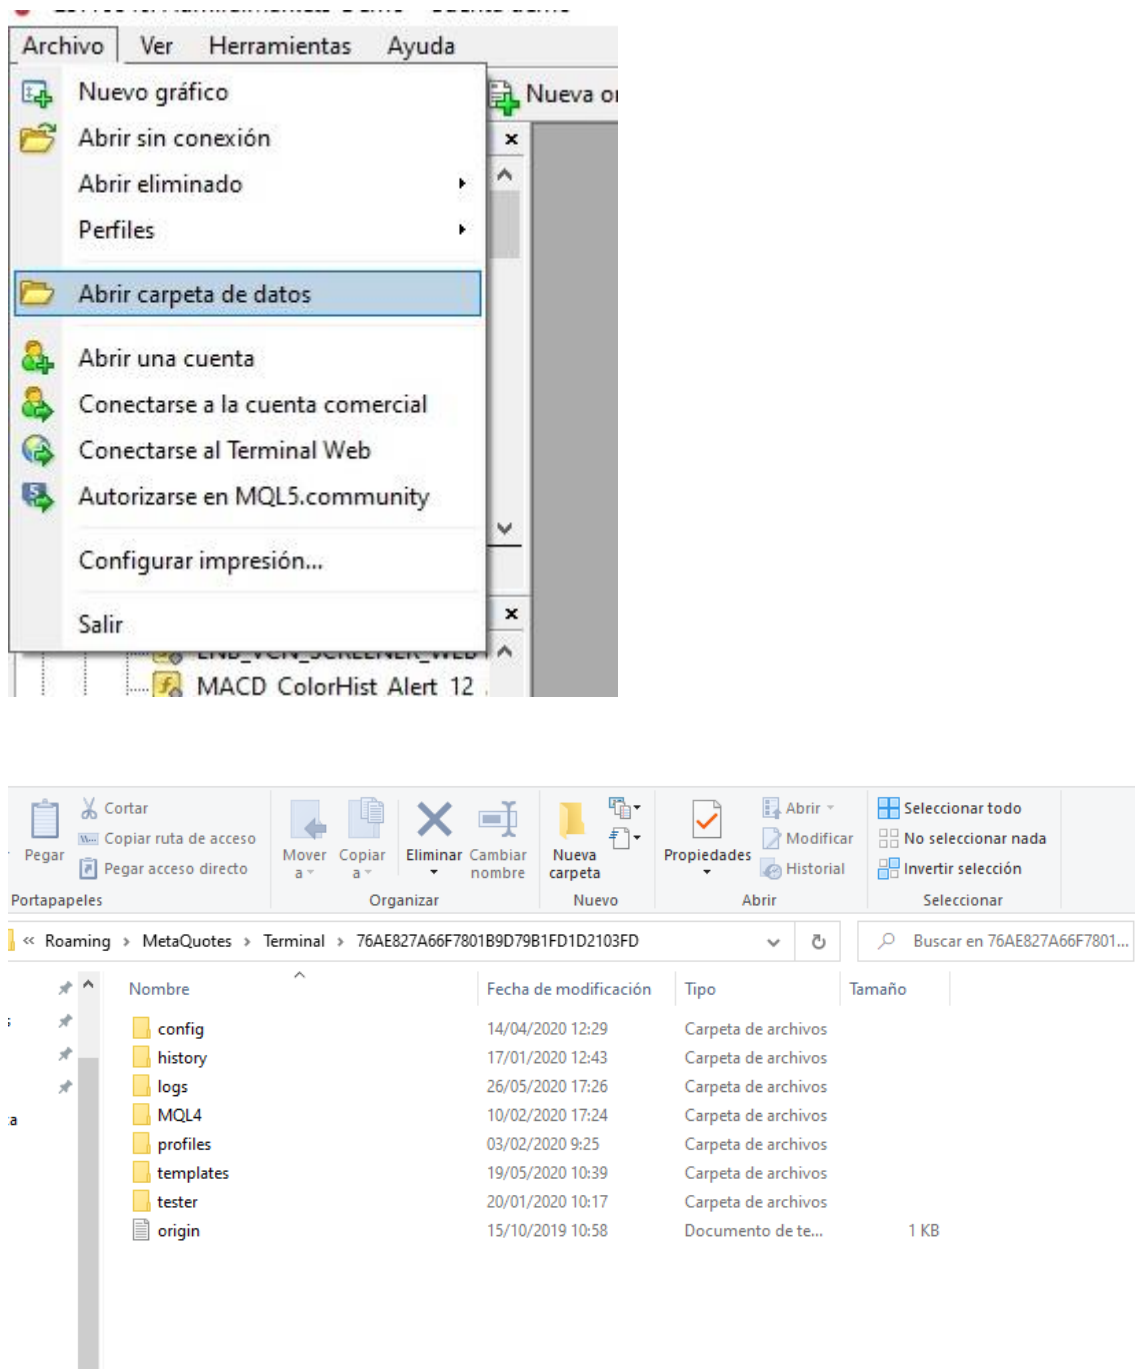 Archivo Ver Herramientas Ayuda
Nuevo gráfico
Nueva o
Abrir sin conexión
Abrir eliminado
Perfiles
Abrir carpeta de datos
Abrir una cuenta
Conectarse a la cuenta comercial
Conectarse al Terminal Web
Autorizarse en MQL5.community
Configurar impresión...
Salir
MACD_ColorHist_Alert_12
Pegar
Cortar
Copiar ruta de acceso
Pegar acceso directo
Portapapeles
Mover a
Copiar a
Eliminar
Cambiar nombre
Organizar
Nueva carpeta
Nuevo
Propiedades
Abrir
Modificar
Historial
Abrir
Seleccionar todo
No seleccionar nada
Invertir selección
Seleccionar
« Roaming > MetaQuotes > Terminal > 76AE827A66F7801B9D79B1FD1D2103FD
Buscar en 76AE827A66F7801...
Nombre Fecha de modificación Tipo Tamaño
config 14/04/2020 12:29 Carpeta de archivos
history 17/01/2020 12:43 Carpeta de archivos
logs 26/05/2020 17:26 Carpeta de archivos
MQL4 10/02/2020 17:24 Carpeta de archivos
profiles 03/02/2020 9:25 Carpeta de archivos
templates 19/05/2020 10:39 Carpeta de archivos
tester 20/01/2020 10:17 Carpeta de archivos
origin 15/10/2019 10:58 Documento de te... 1 KB